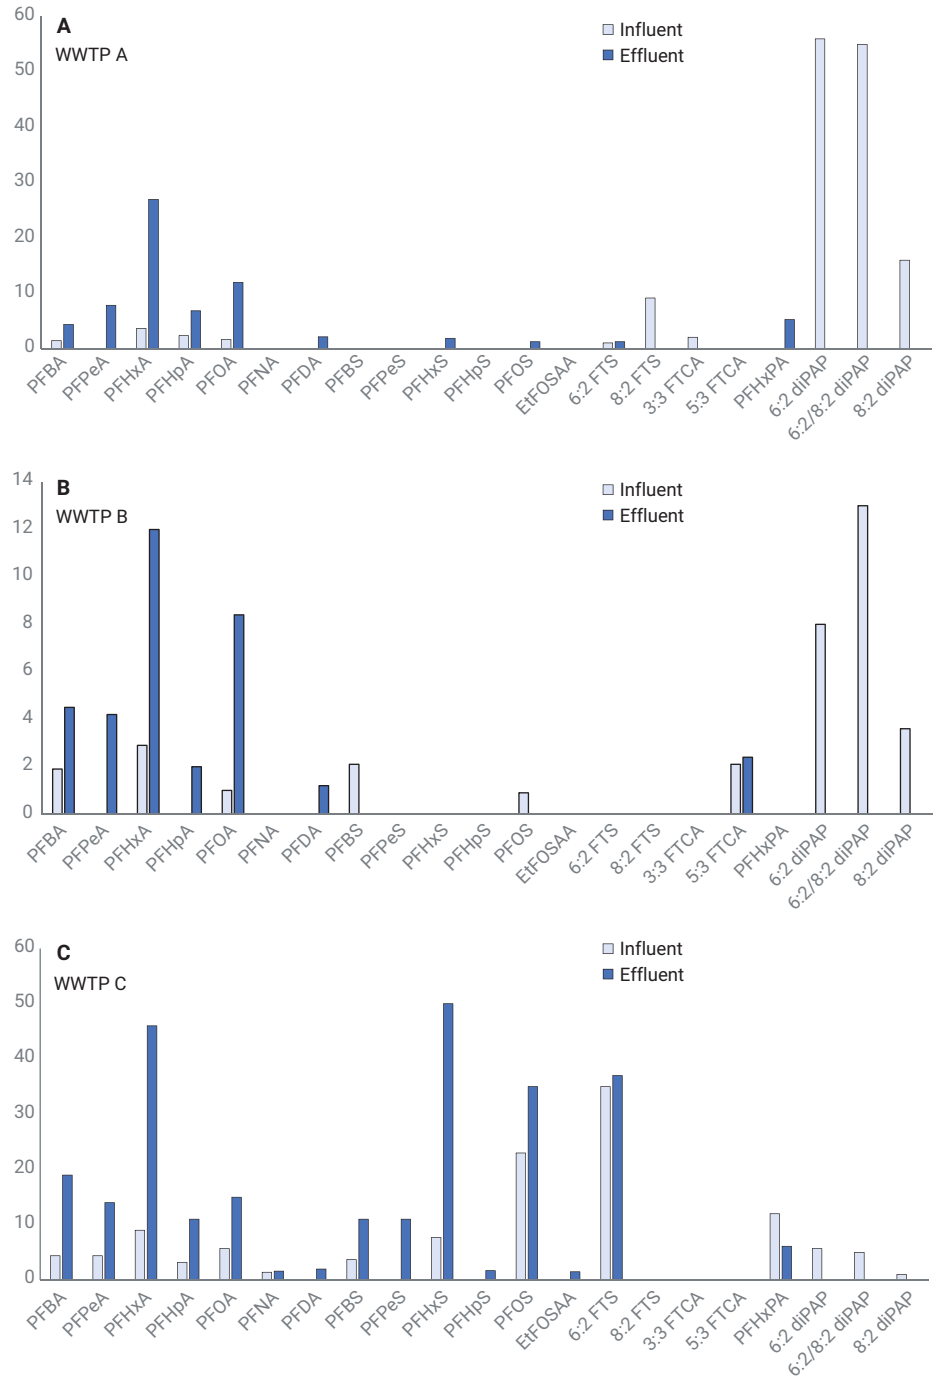 A
WWTP A
Influent
Effluent
60
50
40
30
20
10
0
PFBA
PFPeA
PFHxA
PFHpA
PFOA
PFNA
PFDA
PFBS
PFPeS
PFHxS
PFHpS
PFOS
EtFOSAA
6:2 FTS
8:2 FTS
3:3 FTCA
5:3 FTCA
PFHxPA
6:2 diPAP
6:2/8:2 diPAP
8:2 diPAP
B
WWTP B
Influent
Effluent
14
12
10
8
6
4
2
0
PFBA
PFPeA
PFHxA
PFHpA
PFOA
PFNA
PFDA
PFBS
PFPeS
PFHxS
PFHpS
PFOS
EtFOSAA
6:2 FTS
8:2 FTS
3:3 FTCA
5:3 FTCA
PFHxPA
6:2 diPAP
6:2/8:2 diPAP
8:2 diPAP
C
WWTP C
Influent
Effluent
60
50
40
30
20
10
0
PFBA
PFPeA
PFHxA
PFHpA
PFOA
PFNA
PFDA
PFBS
PFPeS
PFHxS
PFHpS
PFOS
EtFOSAA
6:2 FTS
8:2 FTS
3:3 FTCA
5:3 FTCA
PFHxPA
6:2 diPAP
6:2/8:2 diPAP
8:2 diPAP